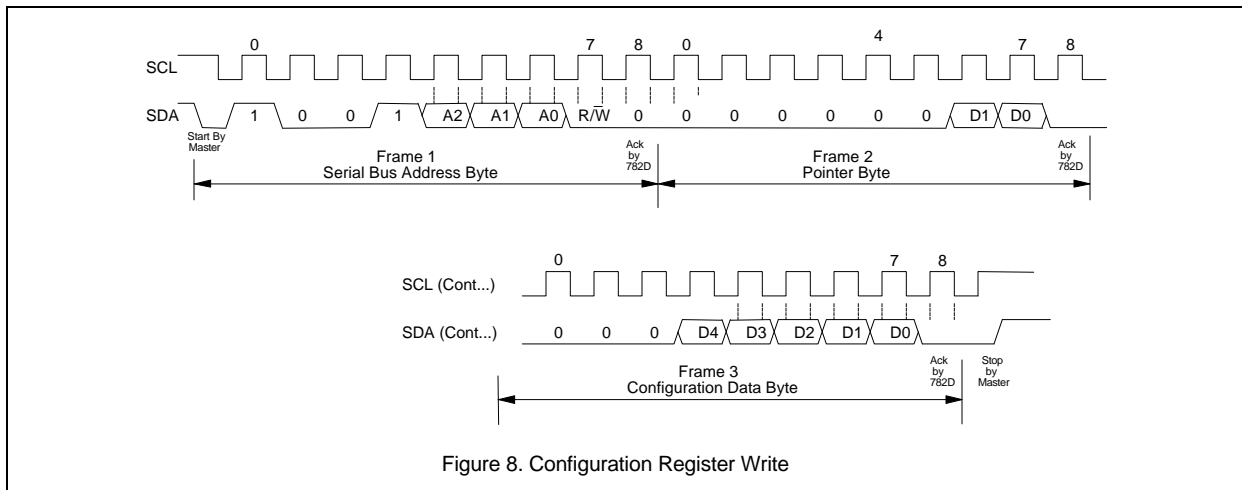 0 7 8 0 4 7 8
SCL
SDA 1 0 0 1 A2 A1 A0 R/W̅ 0 0 0 0 0 0 0 D1 D0
Start By
Master
Ack
by
782D
Ack
by
782D
Frame 1
Serial Bus Address Byte
Frame 2
Pointer Byte
0 7 8
SCL (Cont...)
SDA (Cont...) 0 0 0 D4 D3 D2 D1 D0
Ack
by
782D
Stop
by
Master
Frame 3
Configuration Data Byte
Figure 8. Configuration Register Write